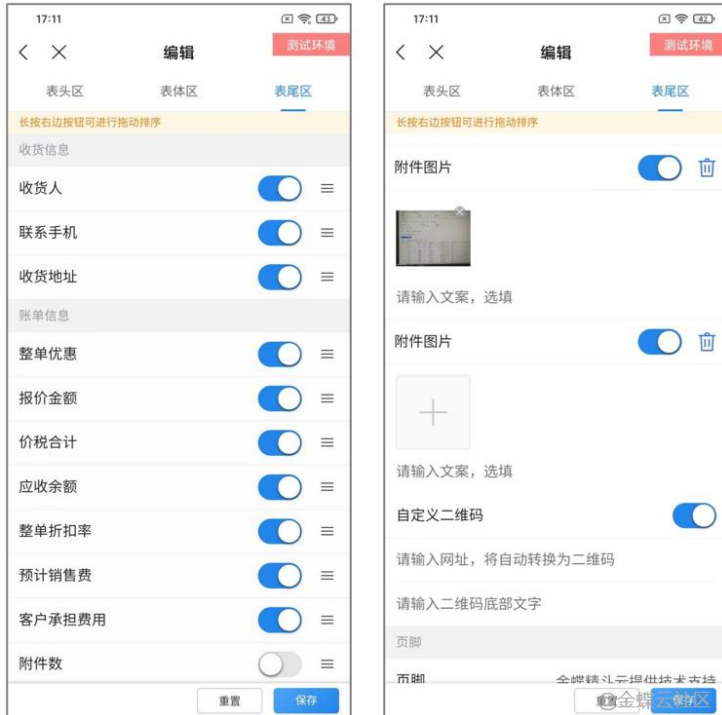 17:11
43
编辑
测试环境
表头区
表体区
表尾区
长按右边按钮可进行拖动排序
收货信息
收货人
联系手机
收货地址
账单信息
整单优惠
报价金额
价税合计
应收余额
整单折扣率
预计销售费
客户承担费用
附件数
重置
保存
17:11
42
编辑
测试环境
表头区
表体区
表尾区
长按右边按钮可进行拖动排序
附件图片
请输入文案，选填
附件图片
请输入文案，选填
自定义二维码
请输入网址，将自动转换为二维码
请输入二维码底部文字
页脚
页脚
金蝶精斗云提供技术支持
重置
保存
@金蝶云社区